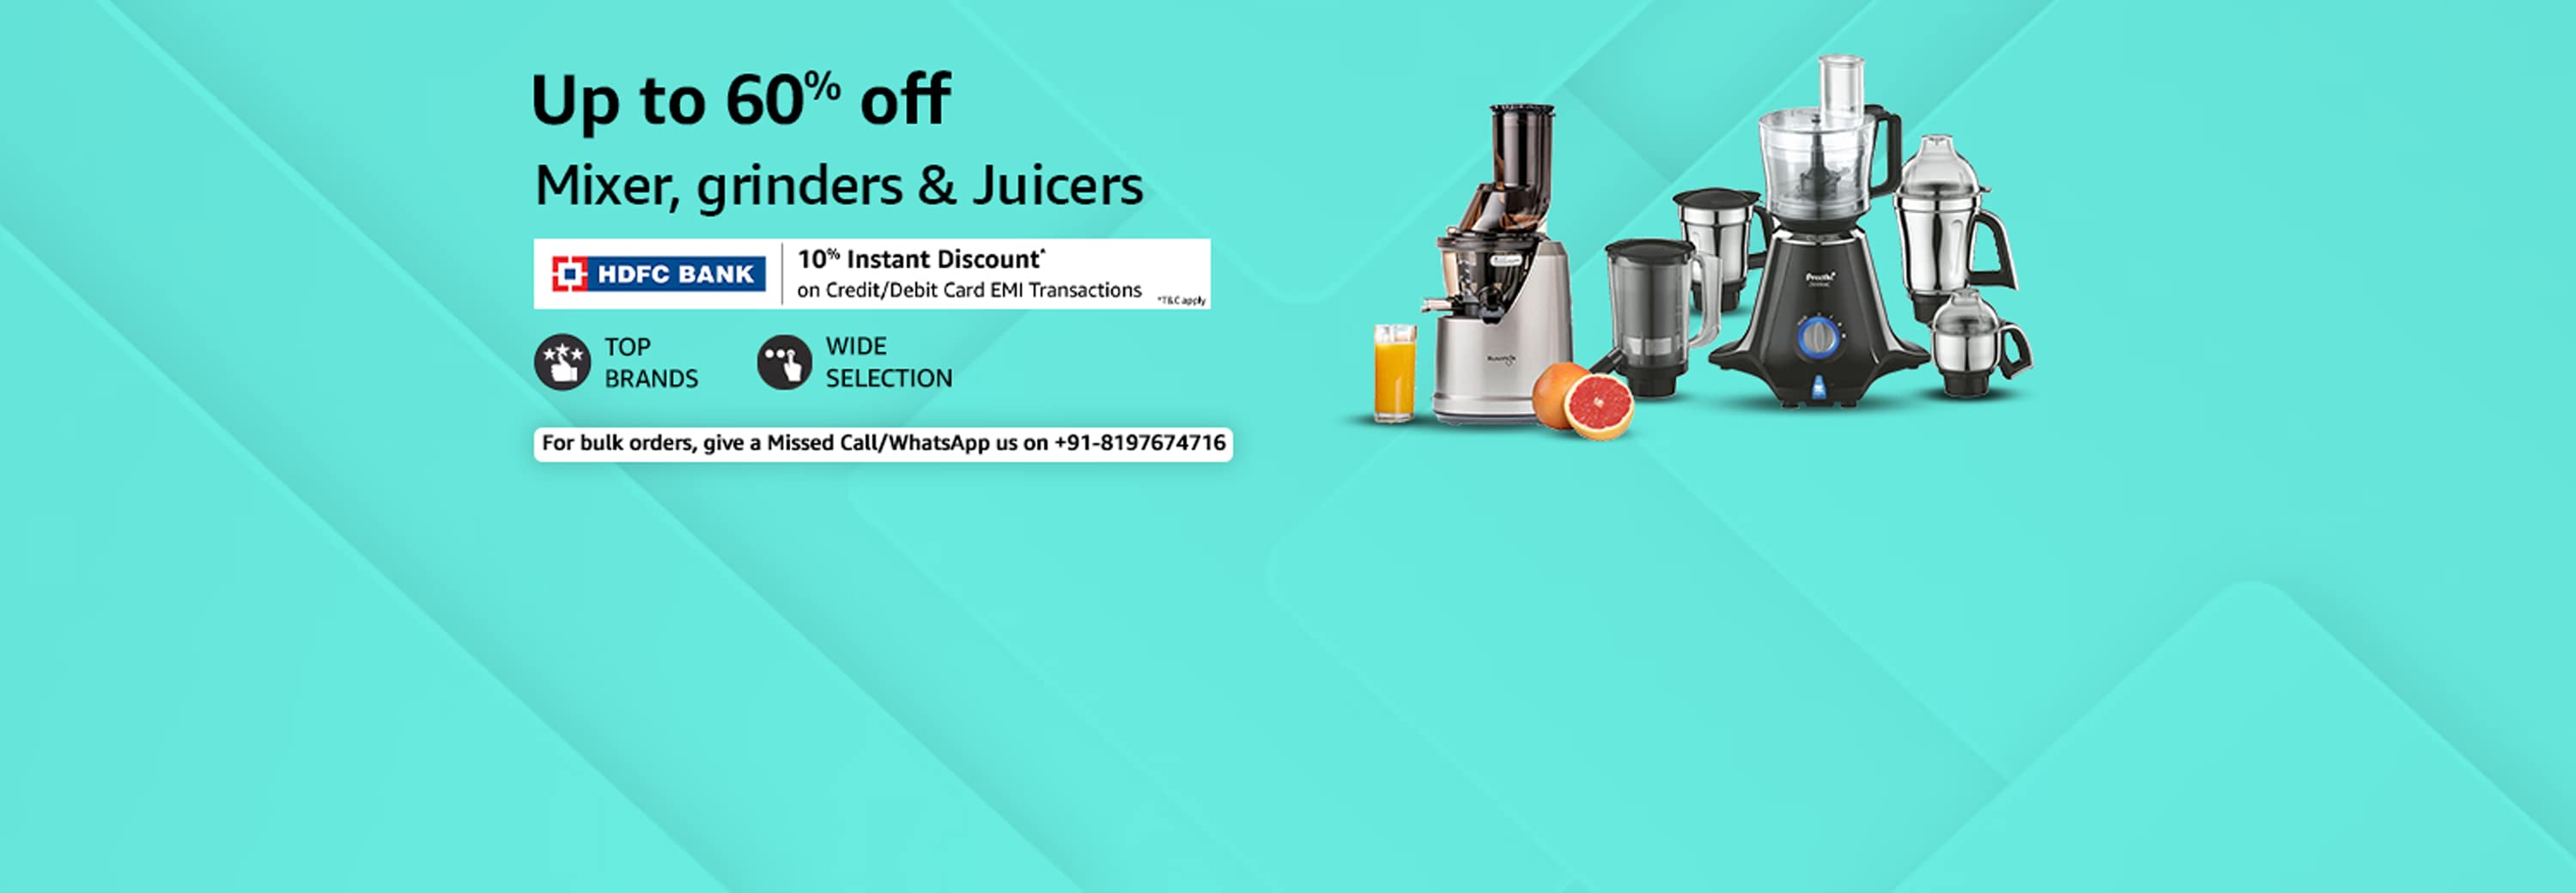 Up to 60% off
Mixer, grinders & Juicers
HDFC BANK
10% Instant Discount*
on Credit/Debit Card EMI Transactions
*T&C apply
TOP
BRANDS
WIDE
SELECTION
For bulk orders, give a Missed Call/WhatsApp us on +91-8197674716
Preethi